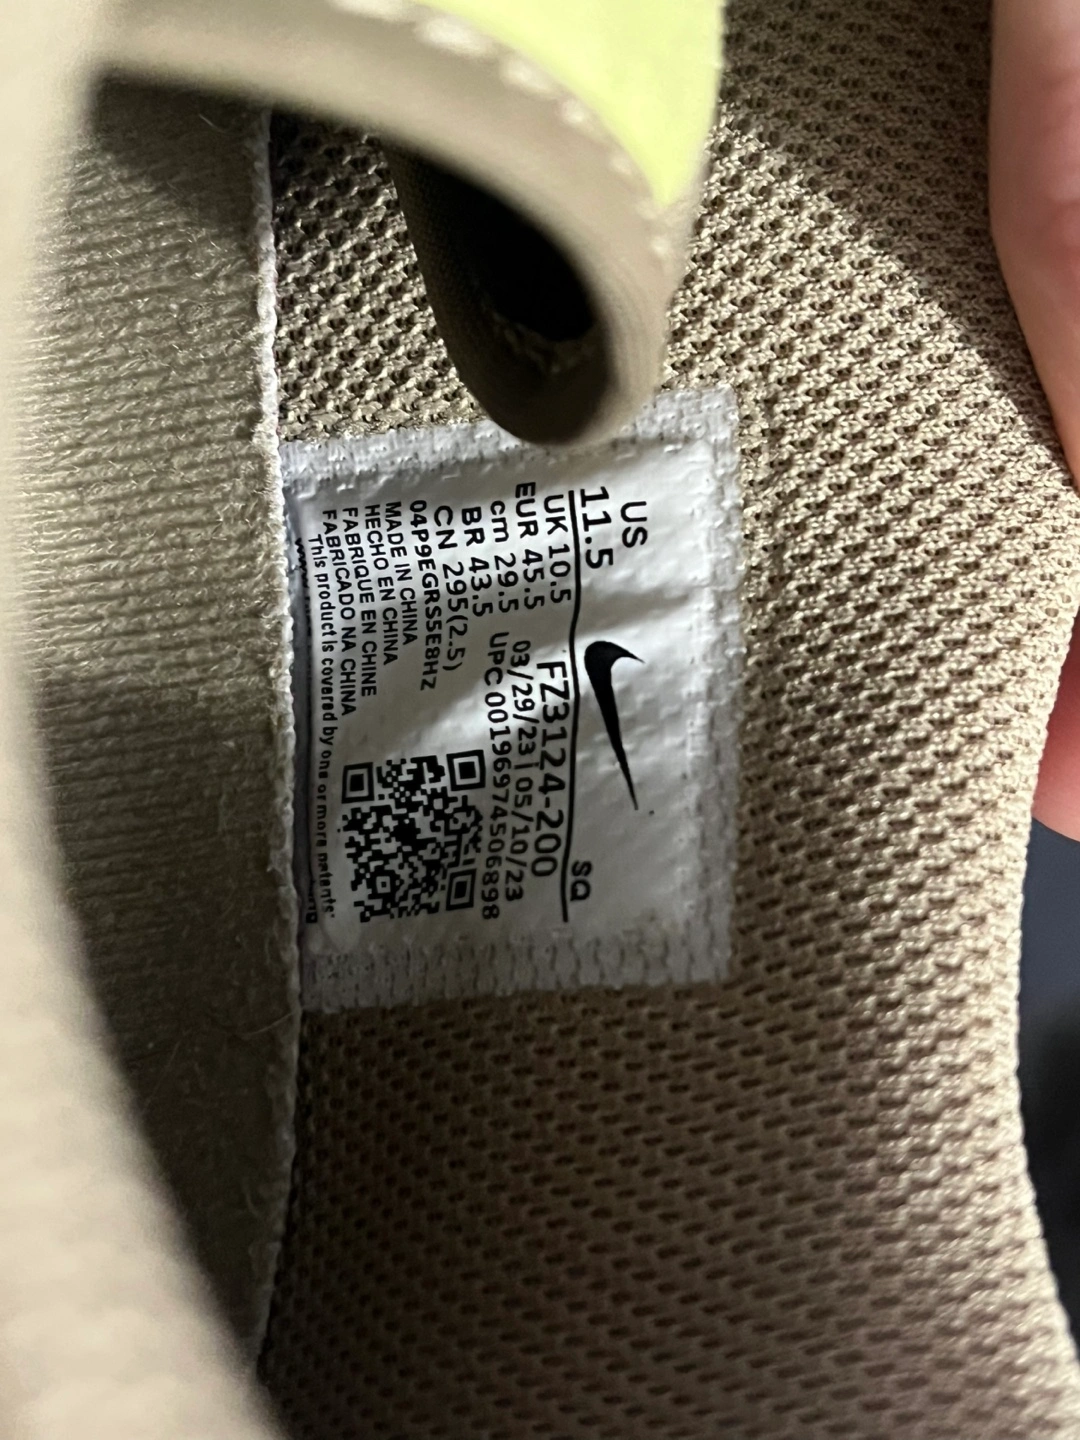 US
11.5
SQ
UK 10.5
FZ3124-200
EUR 45.5
03/29/23 | 05/10/23
cm 29.5
UPC 00196974506898
BR 43.5
CN 295(2.5)
04P9EGRS5E8HZ
MADE IN CHINA
HECHO EN CHINA
FABRIQUE EN CHINE
FABRICADO NA CHINA
This product is covered by one or more patents: